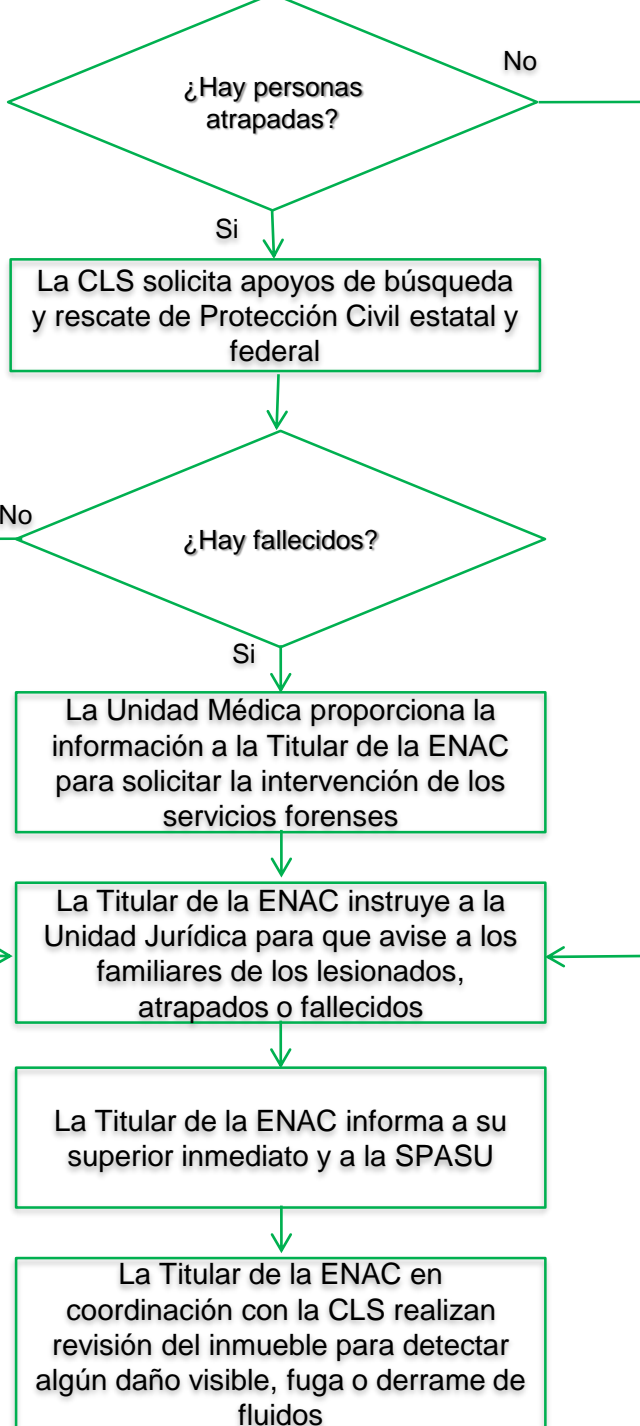 ¿Hay personas
atrapadas?
No
Si
La CLS solicita apoyos de búsqueda
y rescate de Protección Civil estatal y
federal
No
¿Hay fallecidos?
Si
La Unidad Médica proporciona la
información a la Titular de la ENAC
para solicitar la intervención de los
servicios forenses
La Titular de la ENAC instruye a la
Unidad Jurídica para que avise a los
familiares de los lesionados,
atrapados o fallecidos
La Titular de la ENAC informa a su
superior inmediato y a la SPASU
La Titular de la ENAC en
coordinación con la CLS realizan
revisión del inmueble para detectar
algún daño visible, fuga o derrame de
fluidos